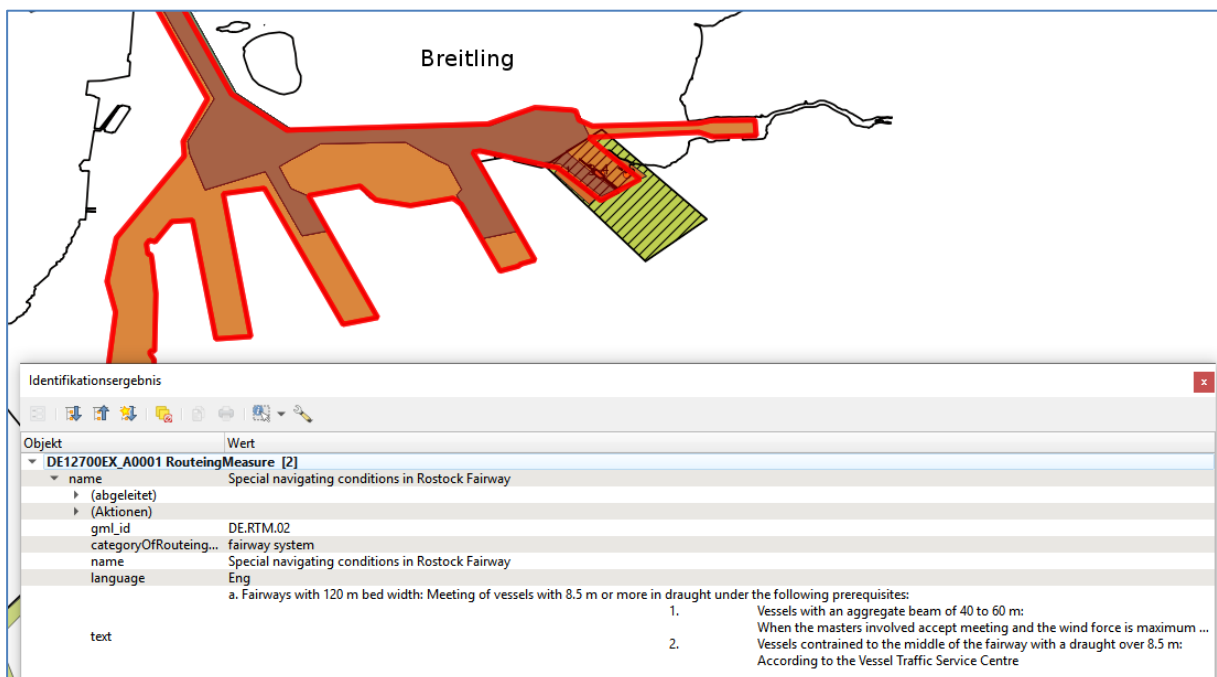 Breitling
Identifikationsergebnis
x
Objekt Wert
DE12700EX_A0001 RouteingMeasure [2]
name Special navigating conditions in Rostock Fairway
(abgeleitet)
(Aktionen)
gml_id DE.RTM.02
categoryOfRouteing... fairway system
name Special navigating conditions in Rostock Fairway
language Eng
a. Fairways with 120 m bed width: Meeting of vessels with 8.5 m or more in draught under the following prerequisites:
1. Vessels with an aggregate beam of 40 to 60 m:
When the masters involved accept meeting and the wind force is maximum ...
text
2. Vessels contrained to the middle of the fairway with a draught over 8.5 m:
According to the Vessel Traffic Service Centre